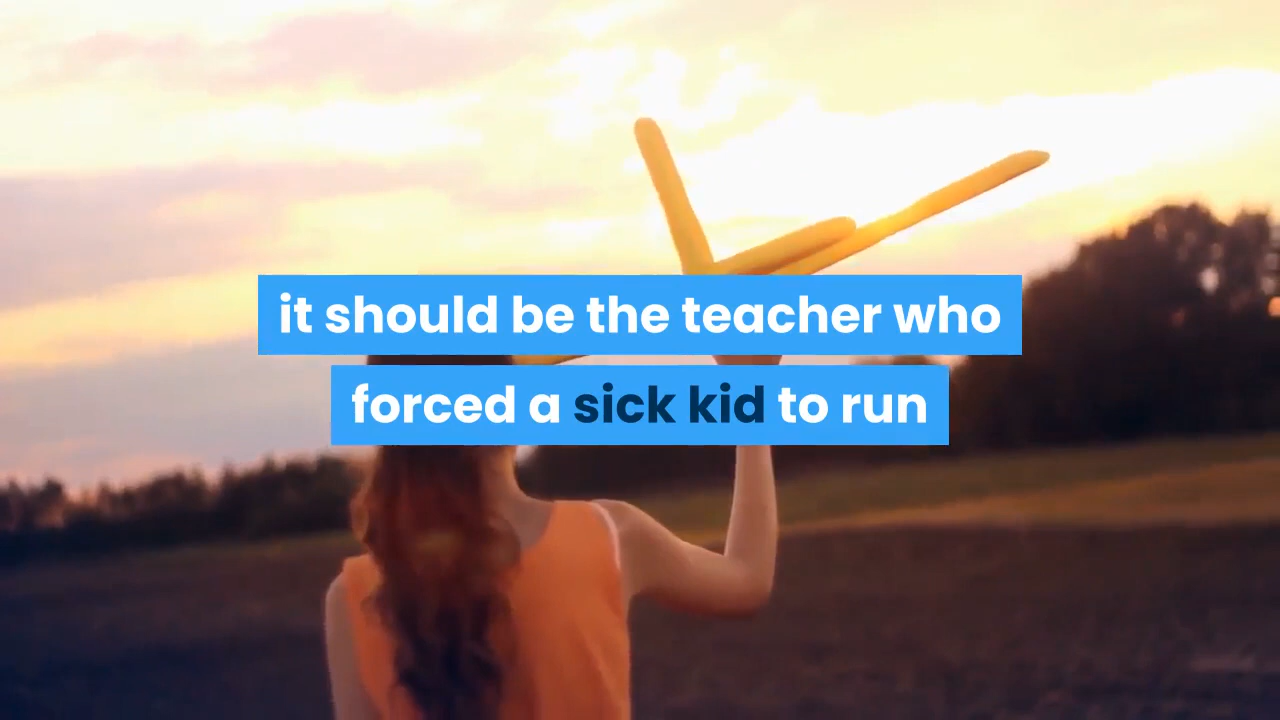 it should be the teacher who
forced a sick kid to run